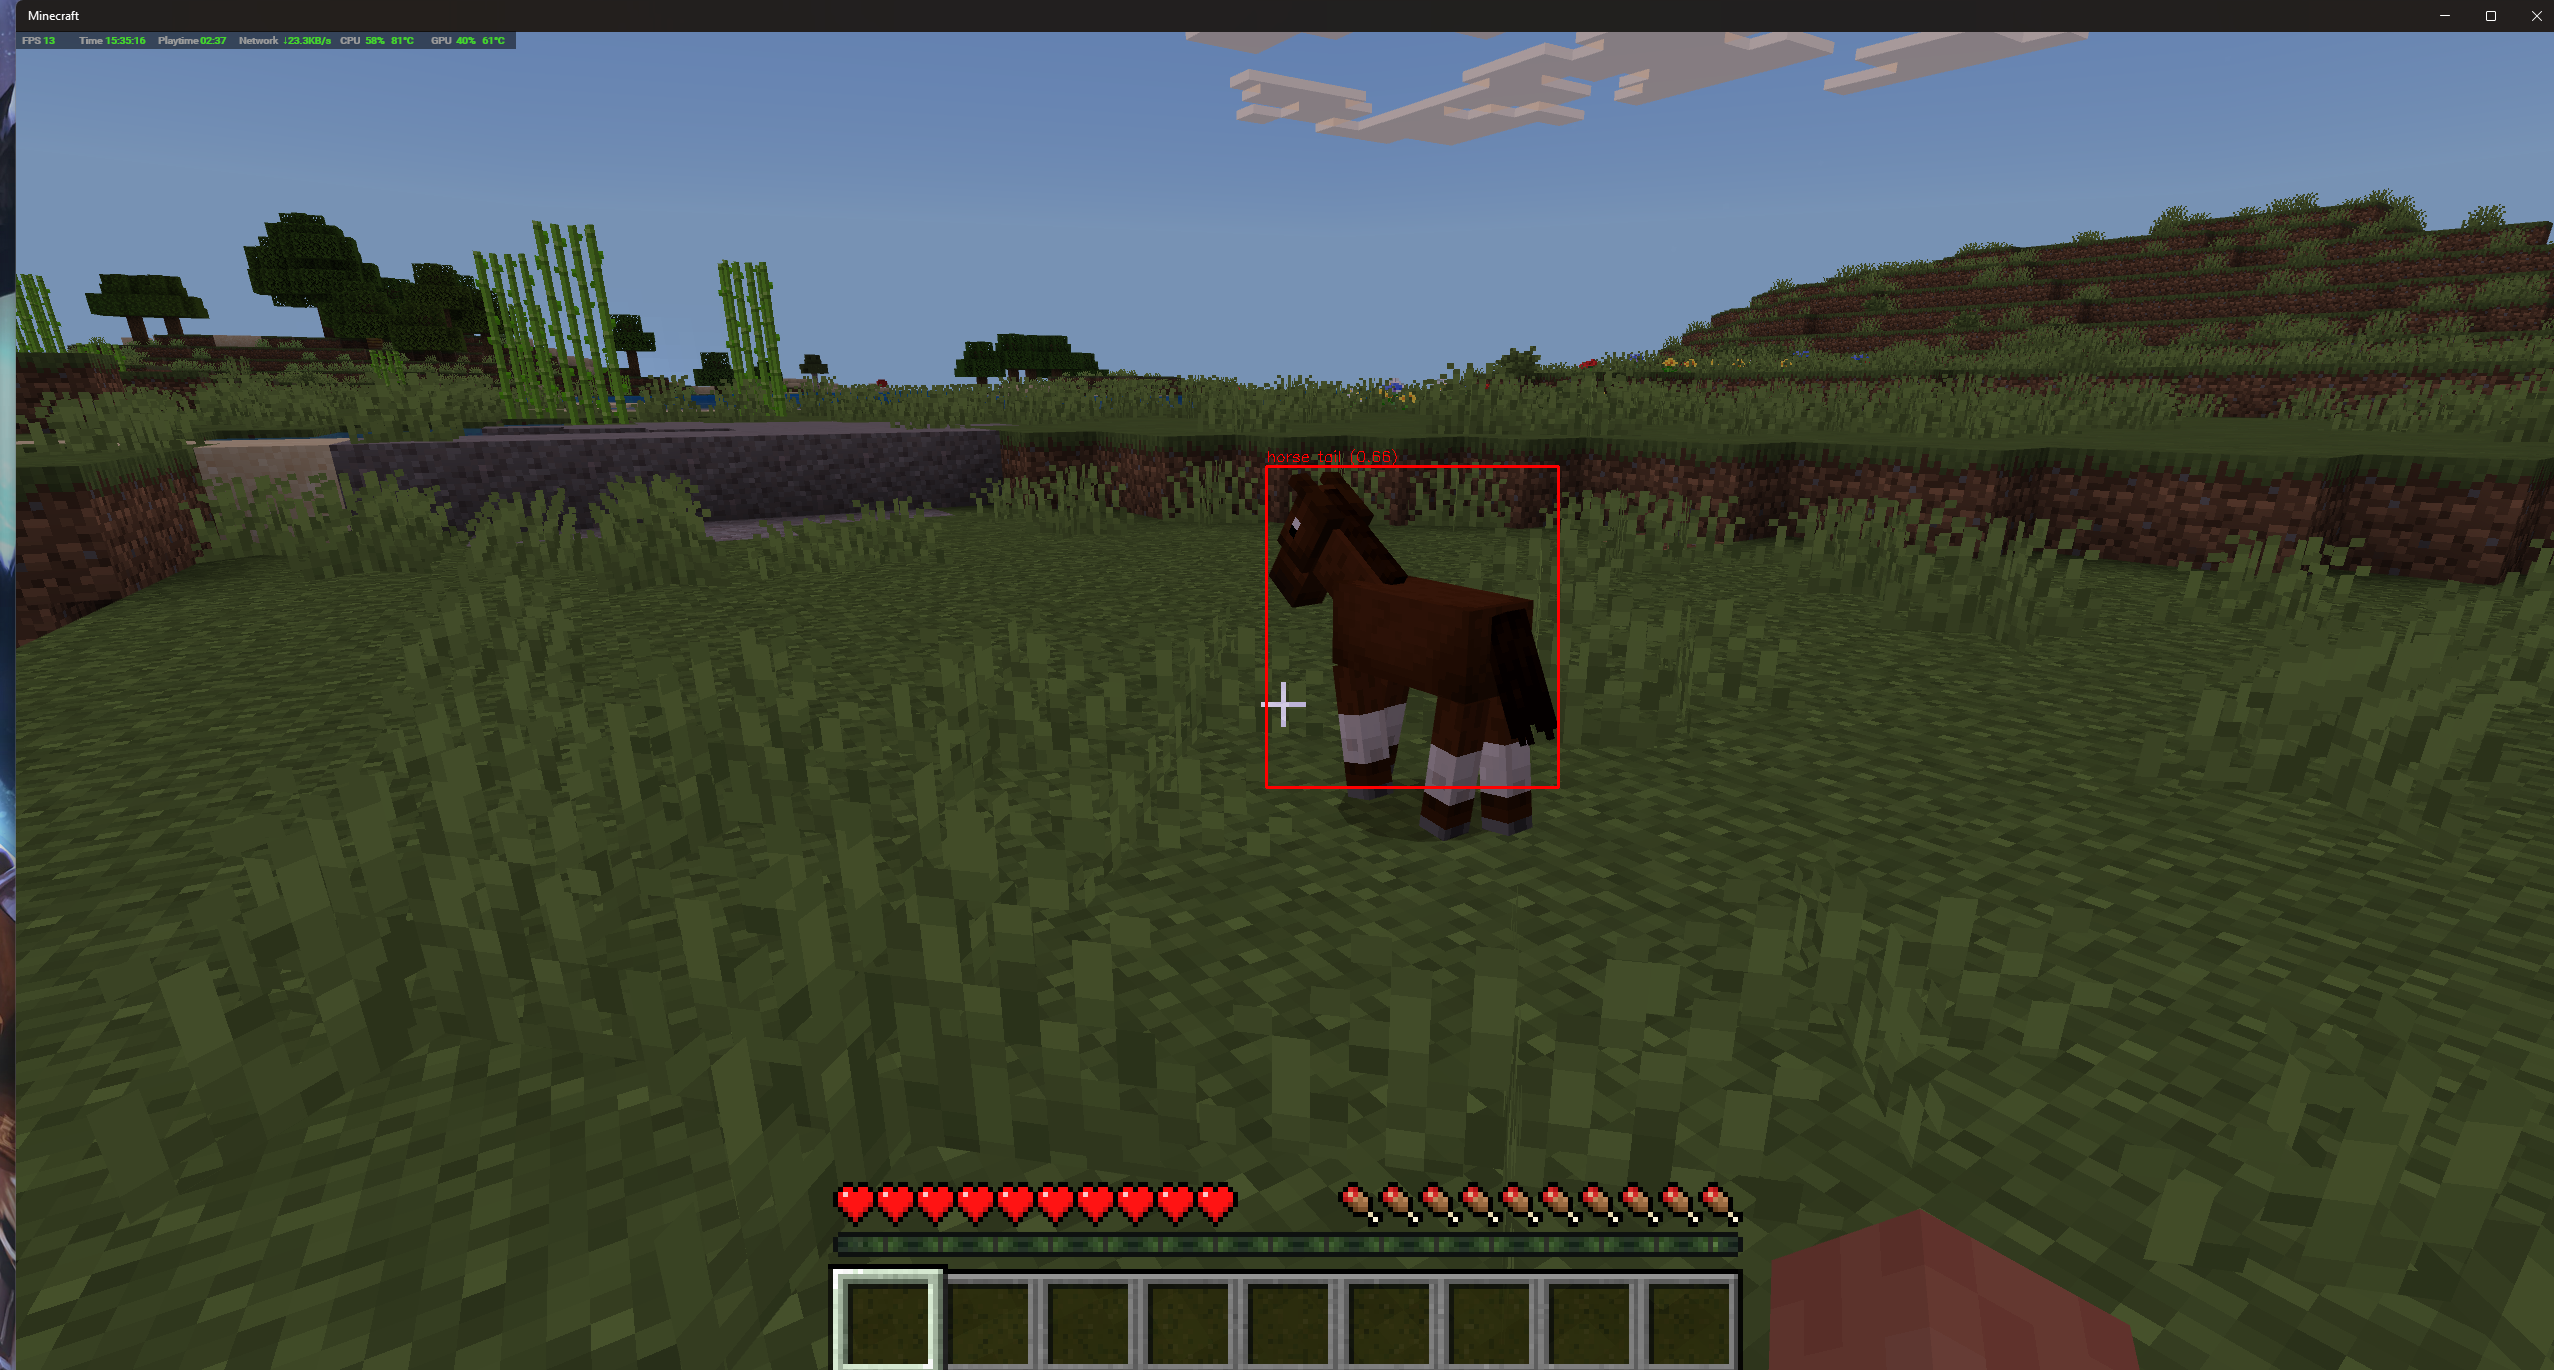 Minecraft
FPS 13 Time 15:35:16 Playtime 02:37 Network ↓23.3KB/s CPU 58% 81°C GPU 40% 61°C
horse-tail (0.66)